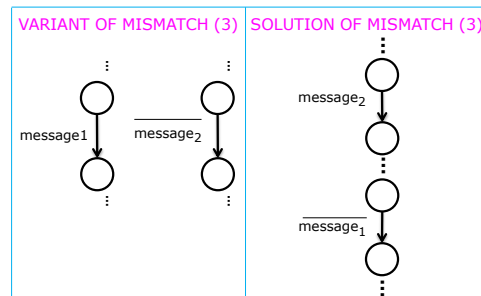 VARIANT OF MISMATCH (3)
SOLUTION OF MISMATCH (3)
message1
message2
message2
message1